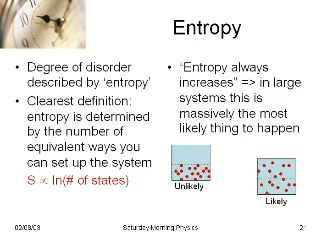 Entropy
• Degree of disorder
described by ‘entropy’
• Clearest definition:
entropy is determined
by the number of
equivalent ways you
can set up the system
S ∝ ln(# of states)
• “Entropy always
increases” => in large
systems this is
massively the most
likely thing to happen
Unlikely
Likely
02/08/03
Saturday Morning Physics
21